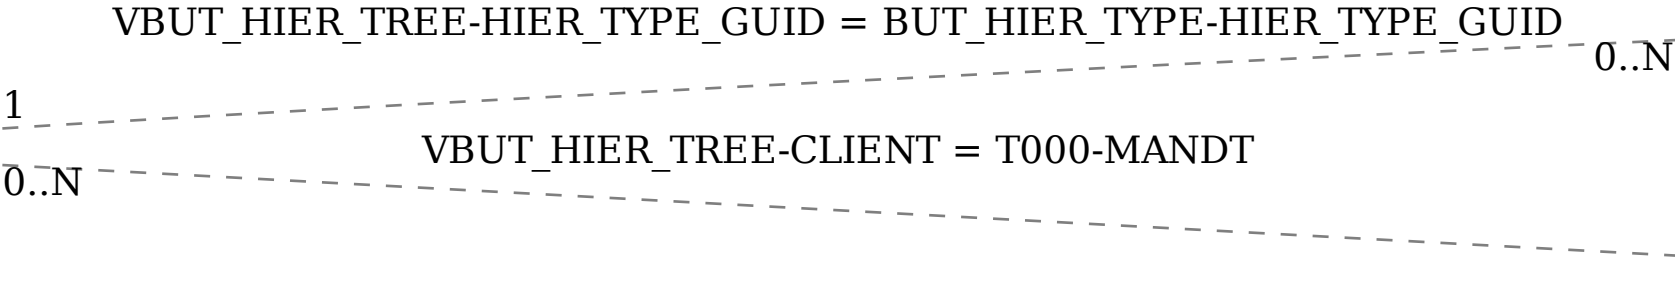 VBUT_HIER_TREE-HIER_TYPE_GUID = BUT_HIER_TYPE-HIER_TYPE_GUID
0..N
1
VBUT_HIER_TREE-CLIENT = T000-MANDT
0..N